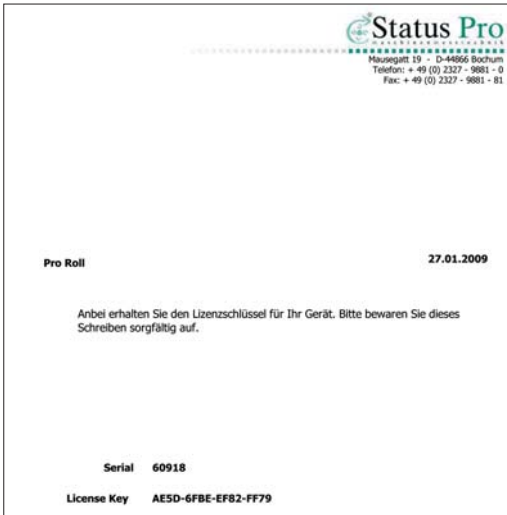 Status Pro
maschinenmesstechnik
Mausegatt 19 - D-44866 Bochum
Telefon: + 49 (0) 2327 - 9881 - 0
Fax: + 49 (0) 2327 - 9881 - 81
Pro Roll
27.01.2009
Anbei erhalten Sie den Lizenzschlüssel für Ihr Gerät. Bitte bewaren Sie dieses
Schreiben sorgfältig auf.
Serial 60918
License Key AE5D-6FBE-EF82-FF79